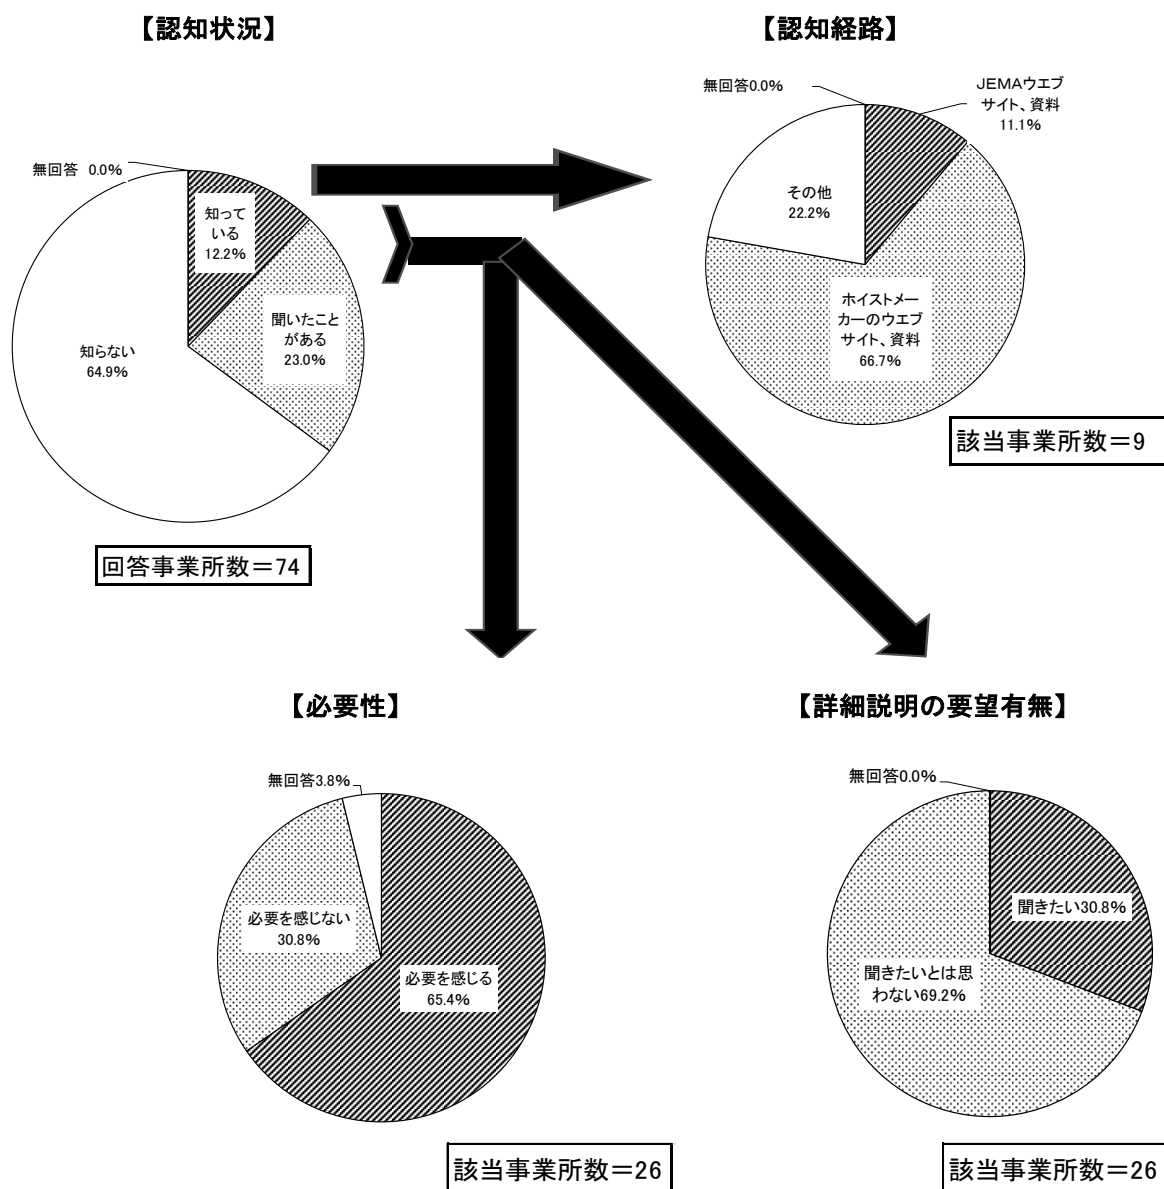 【認知状況】
無回答 0.0%
知って
いる
12.2%
聞いたこと
がある
23.0%
知らない
64.9%
回答事業所数＝74
【認知経路】
無回答0.0%
JEMAウエブ
サイト、資料
11.1%
その他
22.2%
ホイストメー
カーのウエブ
サイト、資料
66.7%
該当事業所数＝9
【必要性】
無回答3.8%
必要を感じない
30.8%
必要を感じる
65.4%
該当事業所数＝26
【詳細説明の要望有無】
無回答0.0%
聞きたい30.8%
聞きたいとは思
わない69.2%
該当事業所数＝26